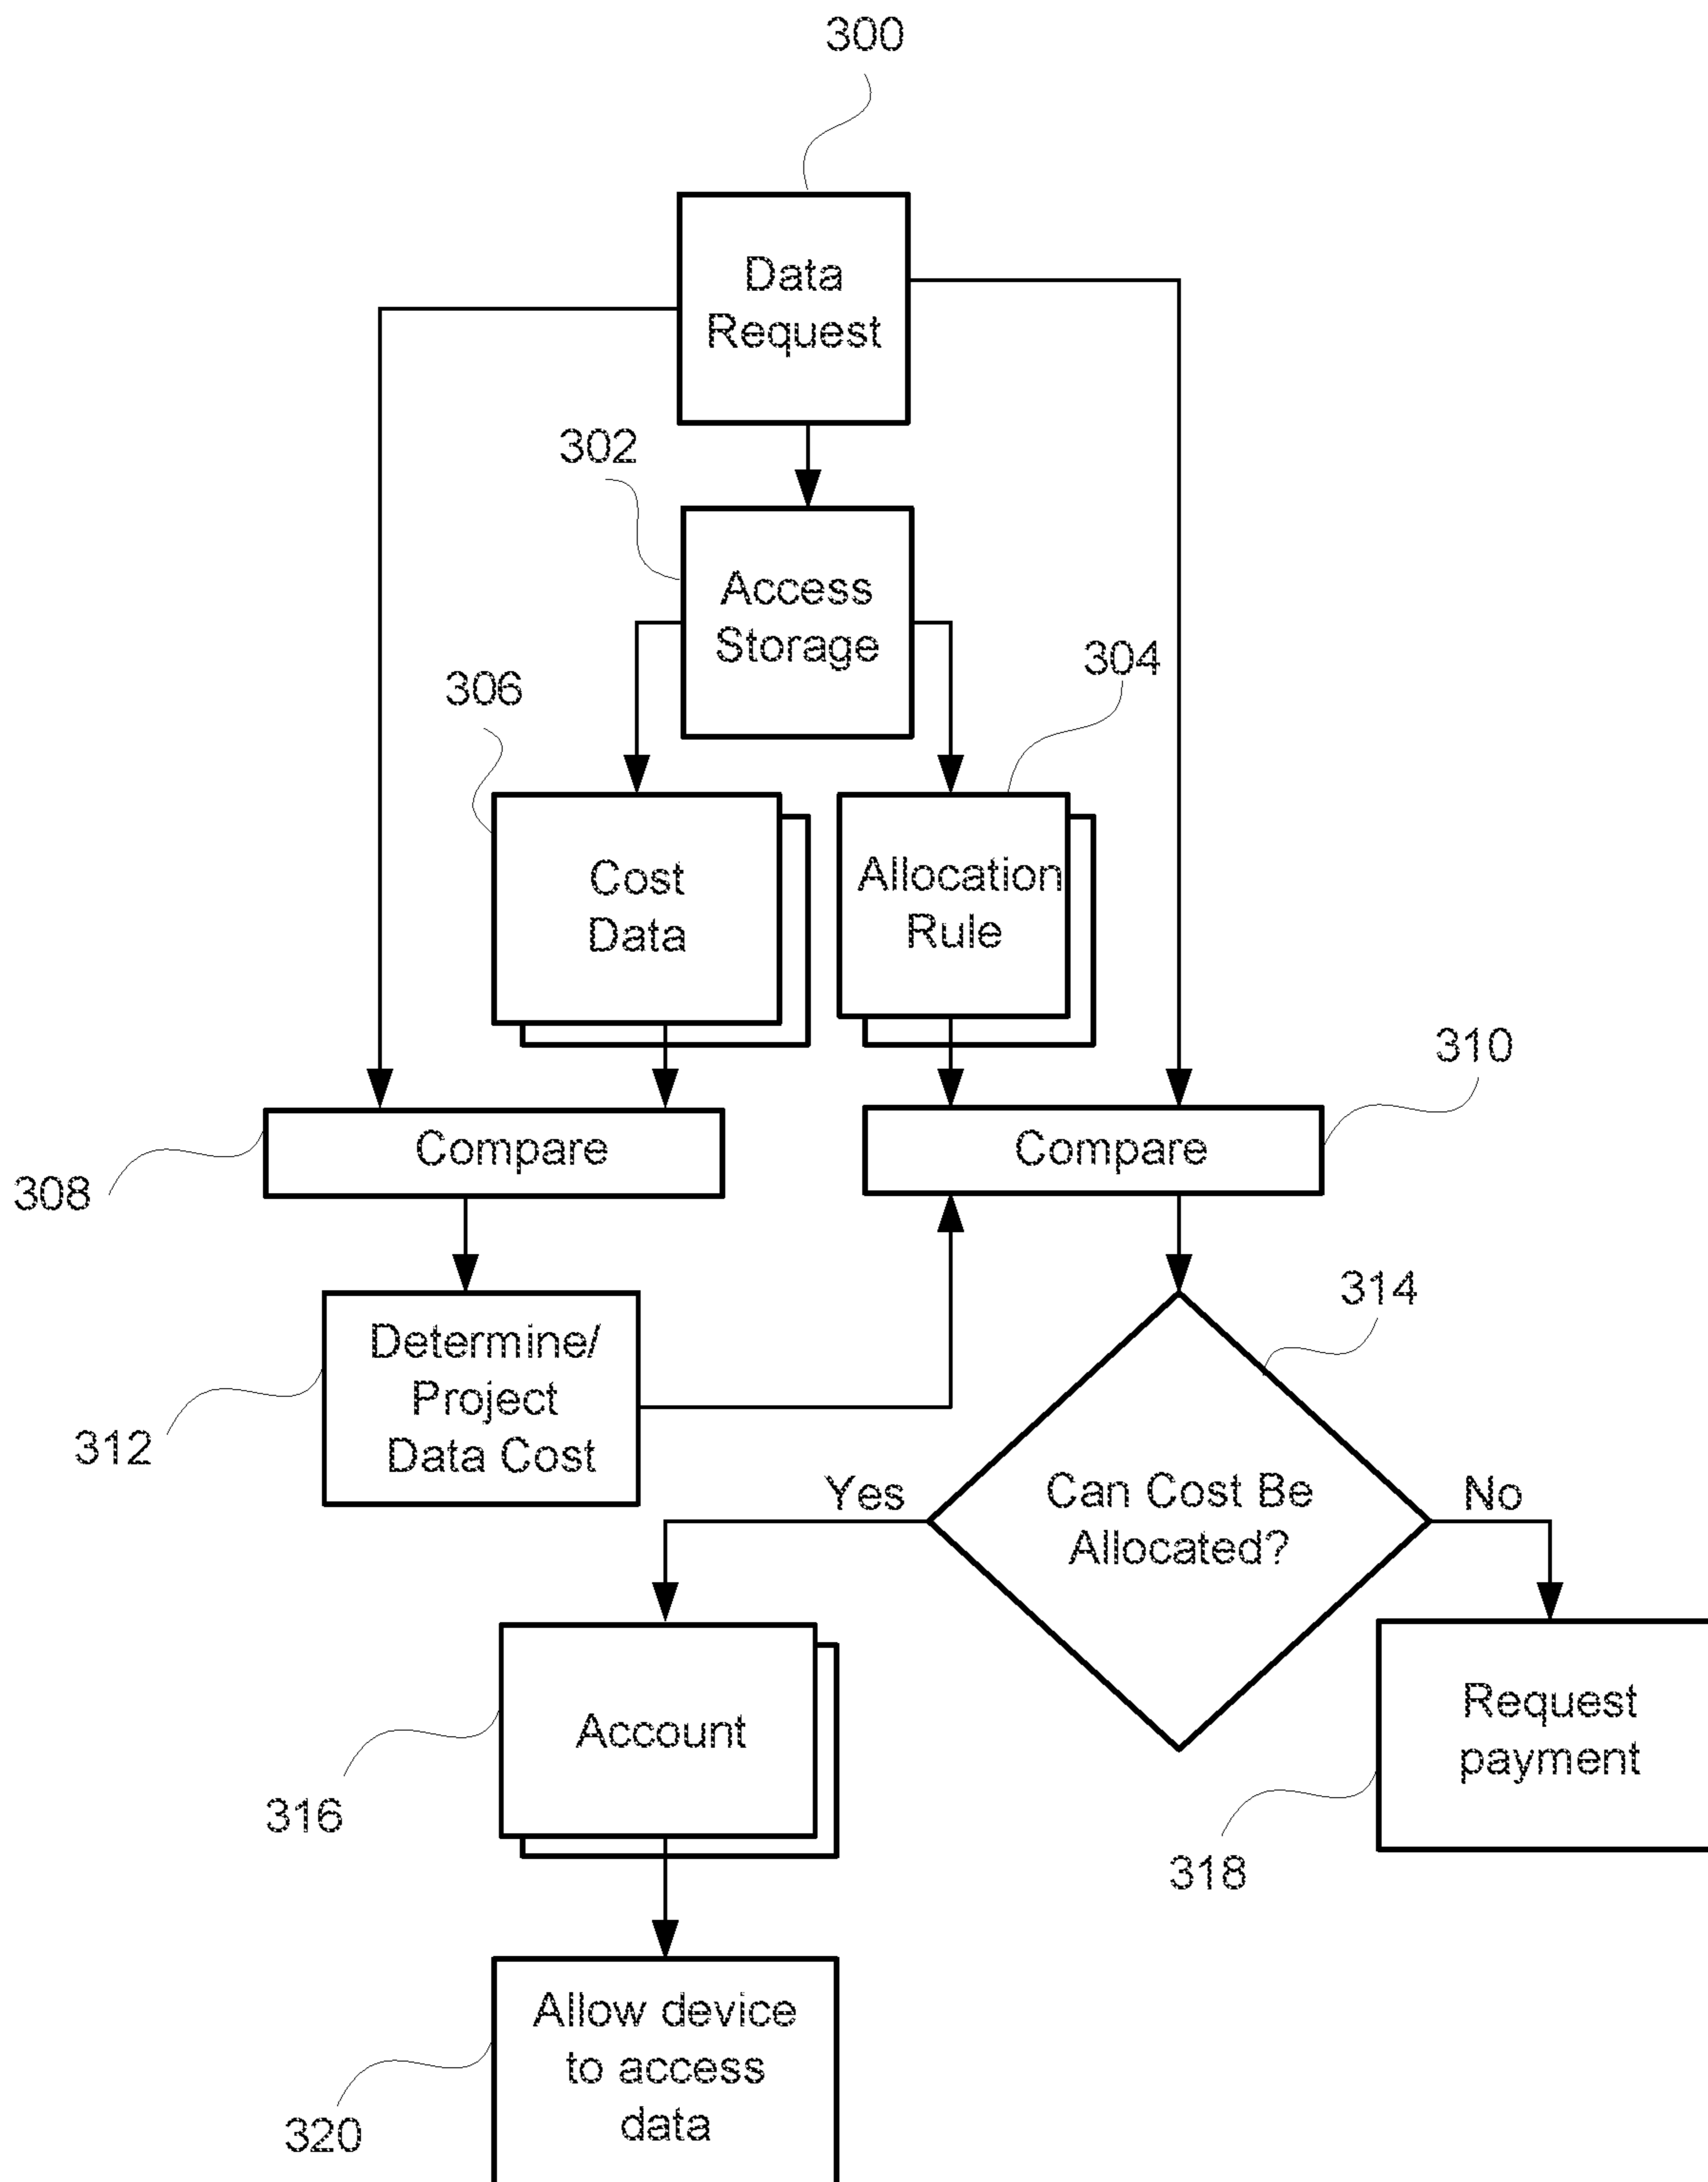 300
Data
Request
302
Access
Storage
304
306
Cost
Data
Allocation
Rule
310
Compare
Compare
308
314
Determine/
Project
Data Cost
312
Yes
Can Cost Be
Allocated?
No
Request
payment
Account
316
318
Allow device
to access
data
320